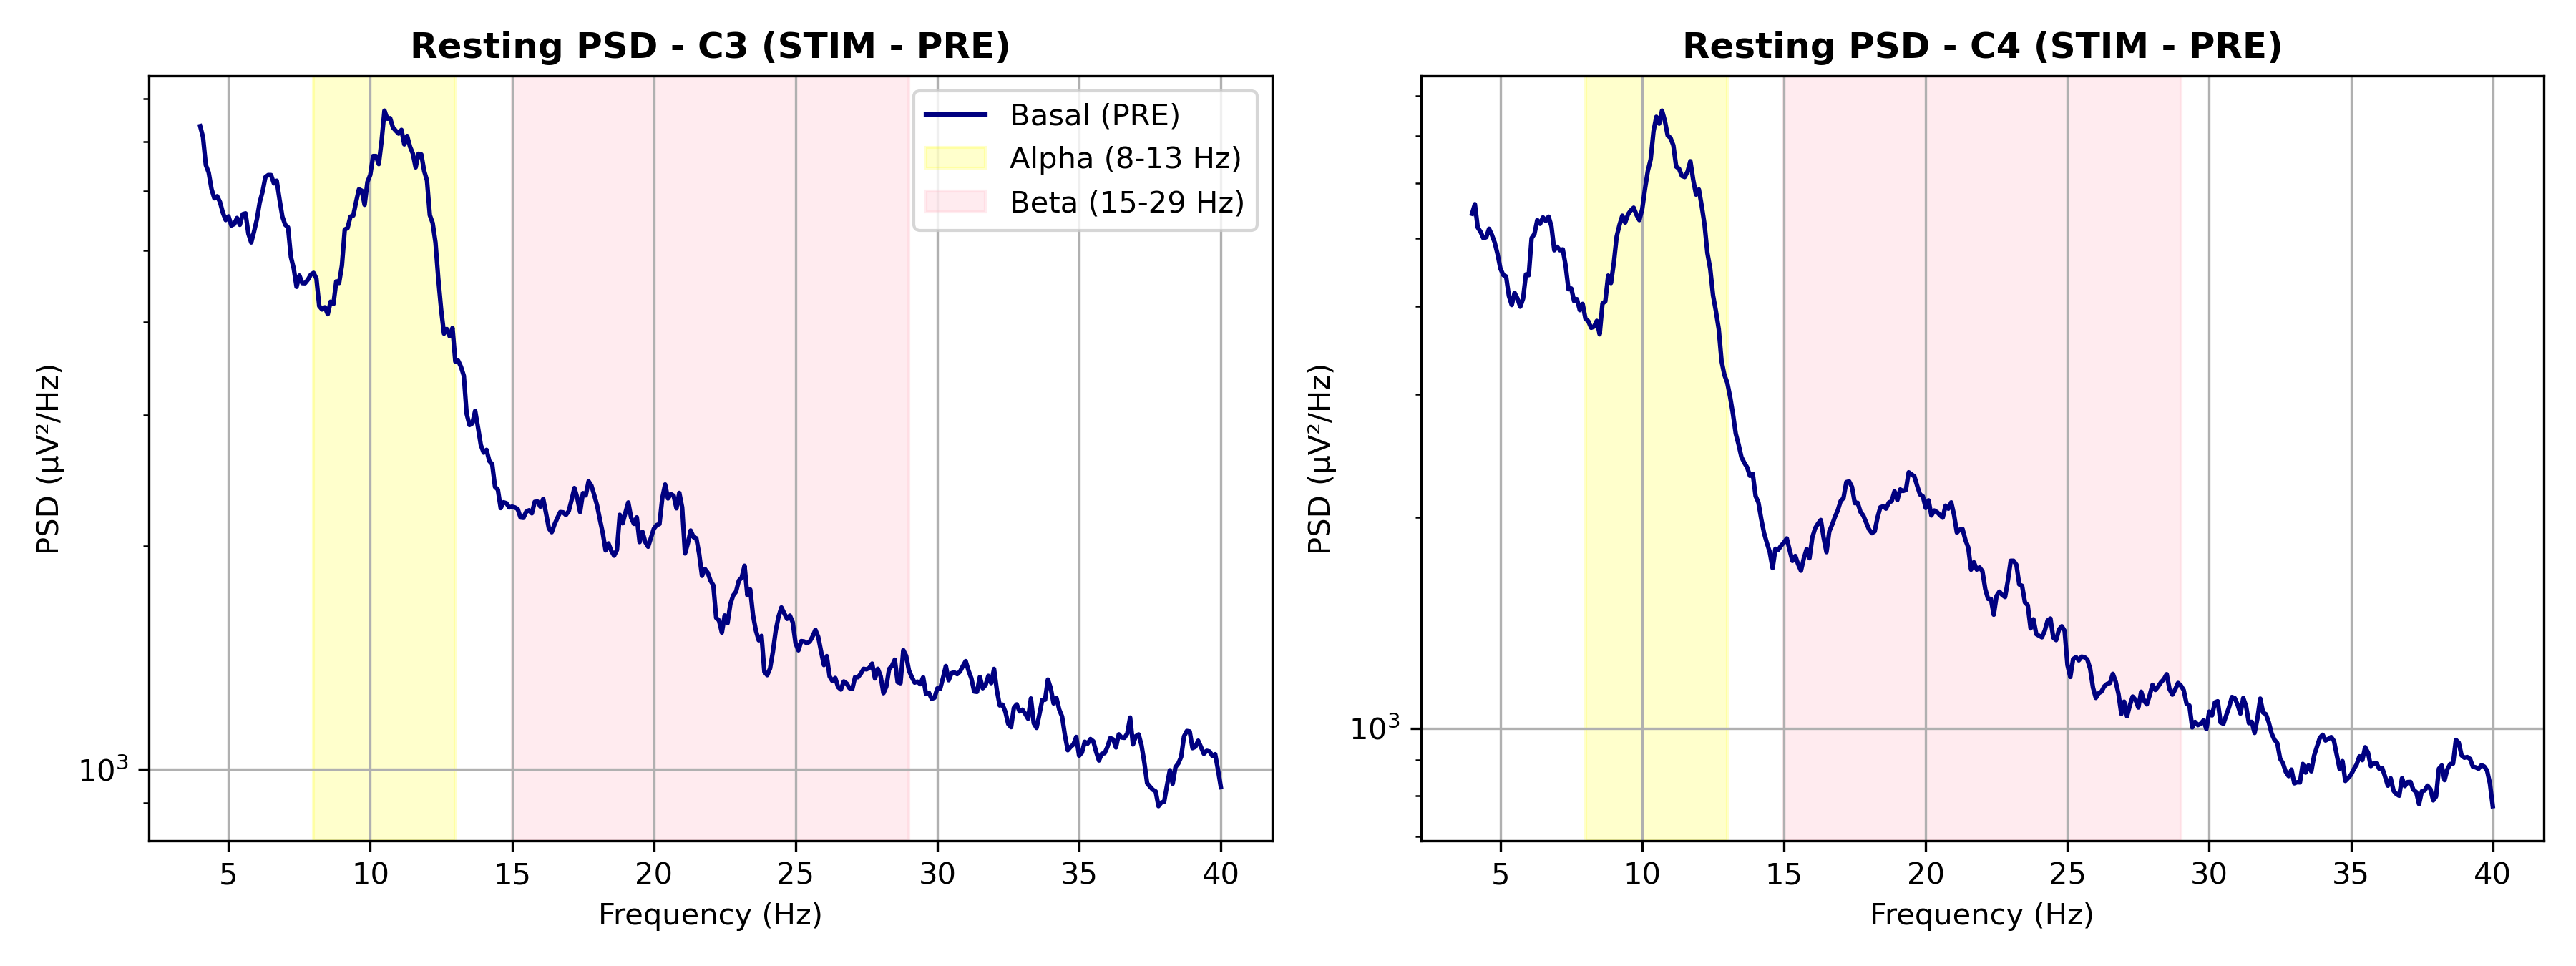 Resting PSD - C3 (STIM - PRE)
PSD (µV²/Hz)
10³
Basal (PRE)
Alpha (8-13 Hz)
Beta (15-29 Hz)
5 10 15 20 25 30 35 40
Frequency (Hz)
Resting PSD - C4 (STIM - PRE)
PSD (µV²/Hz)
10³
5 10 15 20 25 30 35 40
Frequency (Hz)